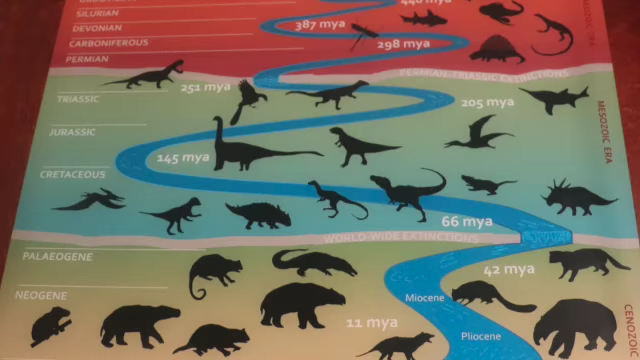 SILURIAN
DEVONIAN
387 mya
CARBONIFEROUS
298 mya
PERMIAN
PERMIAN-TRIASSIC EXTINCTIONS
251 mya
TRIASSIC
205 mya
MESOZOIC ERA
JURASSIC
145 mya
CRETACEOUS
66 mya
WORLD-WIDE EXTINCTIONS
PALAEOGENE
42 mya
NEOGENE
Miocene
11 mya
Pliocene
CENOZOIC